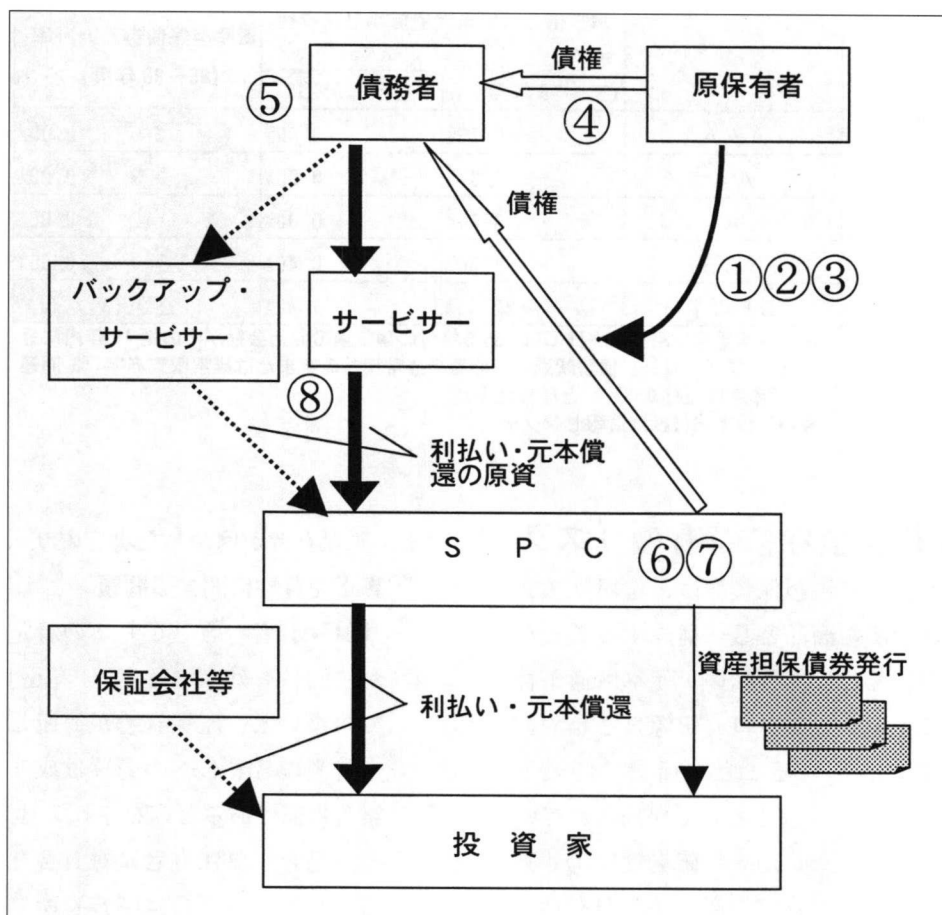 債務者
債権
原保有者
⑤
④
債権
①②③
バックアップ・
サービサー
サービサー
⑧
利払い・元本償
還の原資
ＳＰＣ
⑥⑦
資産担保債券発行
保証会社等
利払い・元本償還
投資家